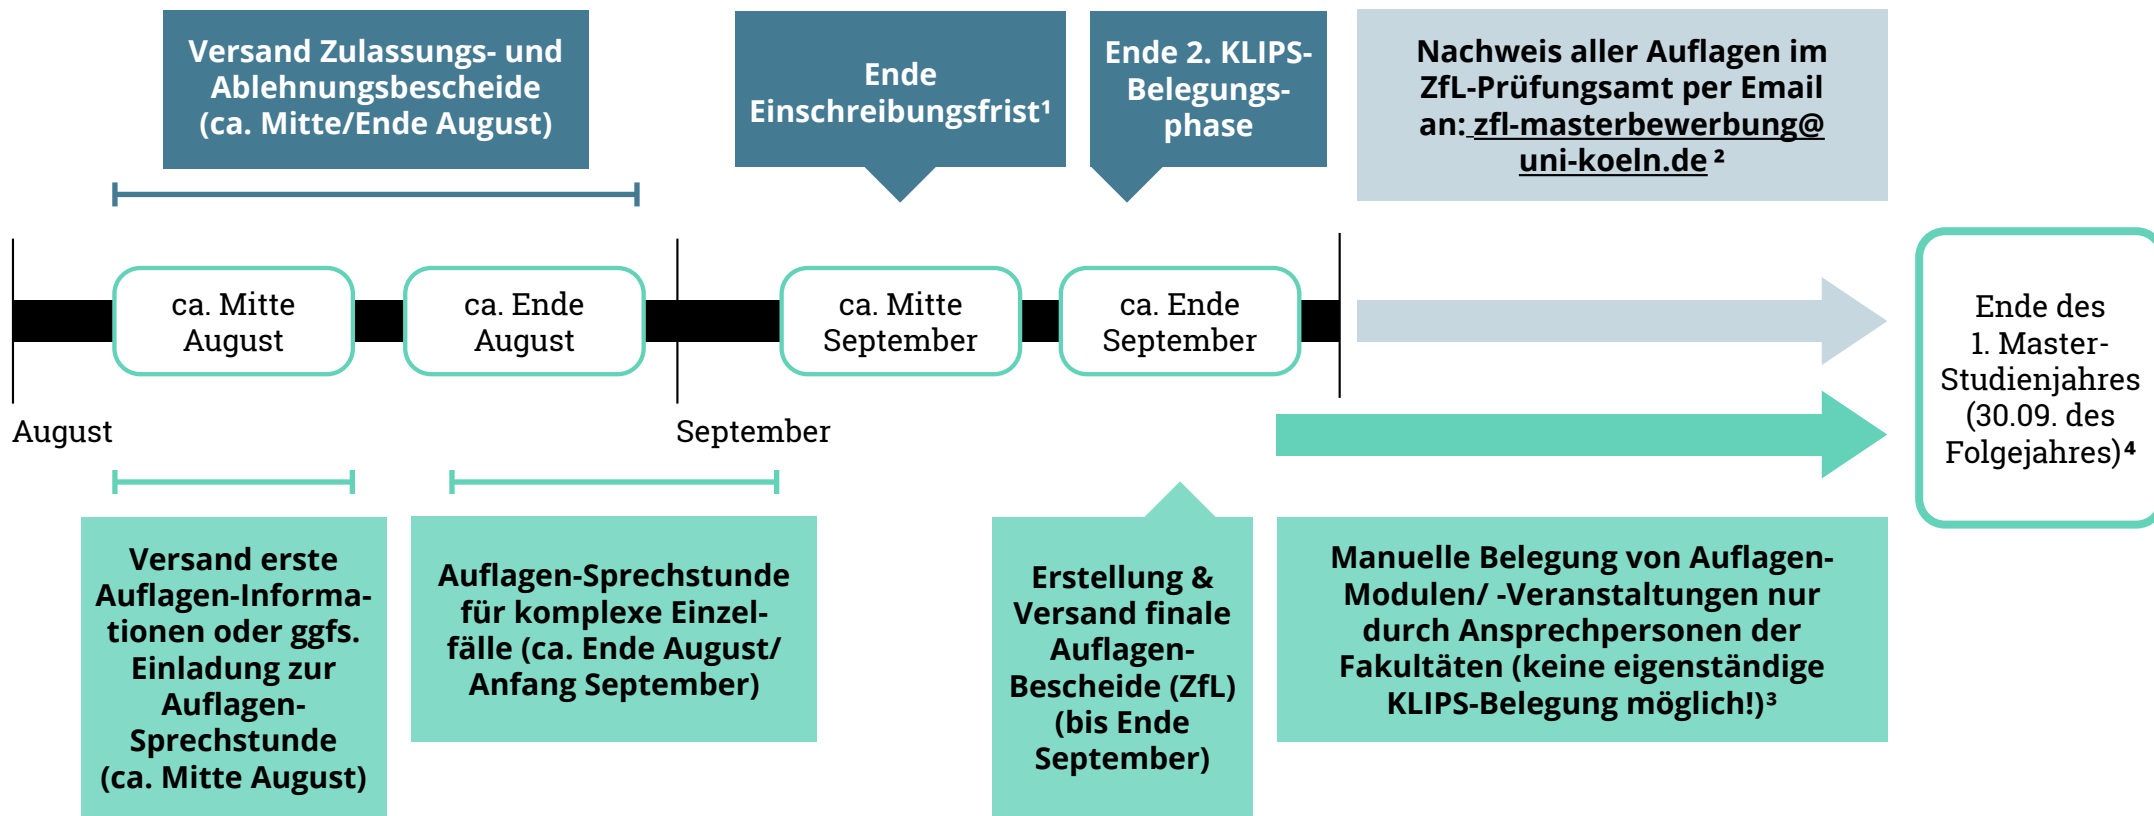 Versand Zulassungs- und
Ablehnungsbescheide
(ca. Mitte/Ende August)
Ende
Einschreibungsfrist¹
Ende 2. KLIPS-
Belegungs-
phase
Nachweis aller Auflagen im
ZfL-Prüfungsamt per Email
an: zfl-masterbewerbung@
uni-koeln.de ²
ca. Mitte
August
ca. Ende
August
ca. Mitte
September
ca. Ende
September
Ende des
1. Master-
Studienjahres
(30.09. des
Folgejahres)⁴
August
September
Versand erste
Auflagen-Informa-
tionen oder ggfs.
Einladung zur
Auflagen-
Sprechstunde
(ca. Mitte August)
Auflagen-Sprechstunde
für komplexe Einzel-
fälle (ca. Ende August/
Anfang September)
Erstellung &
Versand finale
Auflagen-
Bescheide (ZfL)
(bis Ende
September)
Manuelle Belegung von Auflagen-
Modulen/ -Veranstaltungen nur
durch Ansprechpersonen der
Fakultäten (keine eigenständige
KLIPS-Belegung möglich!)³